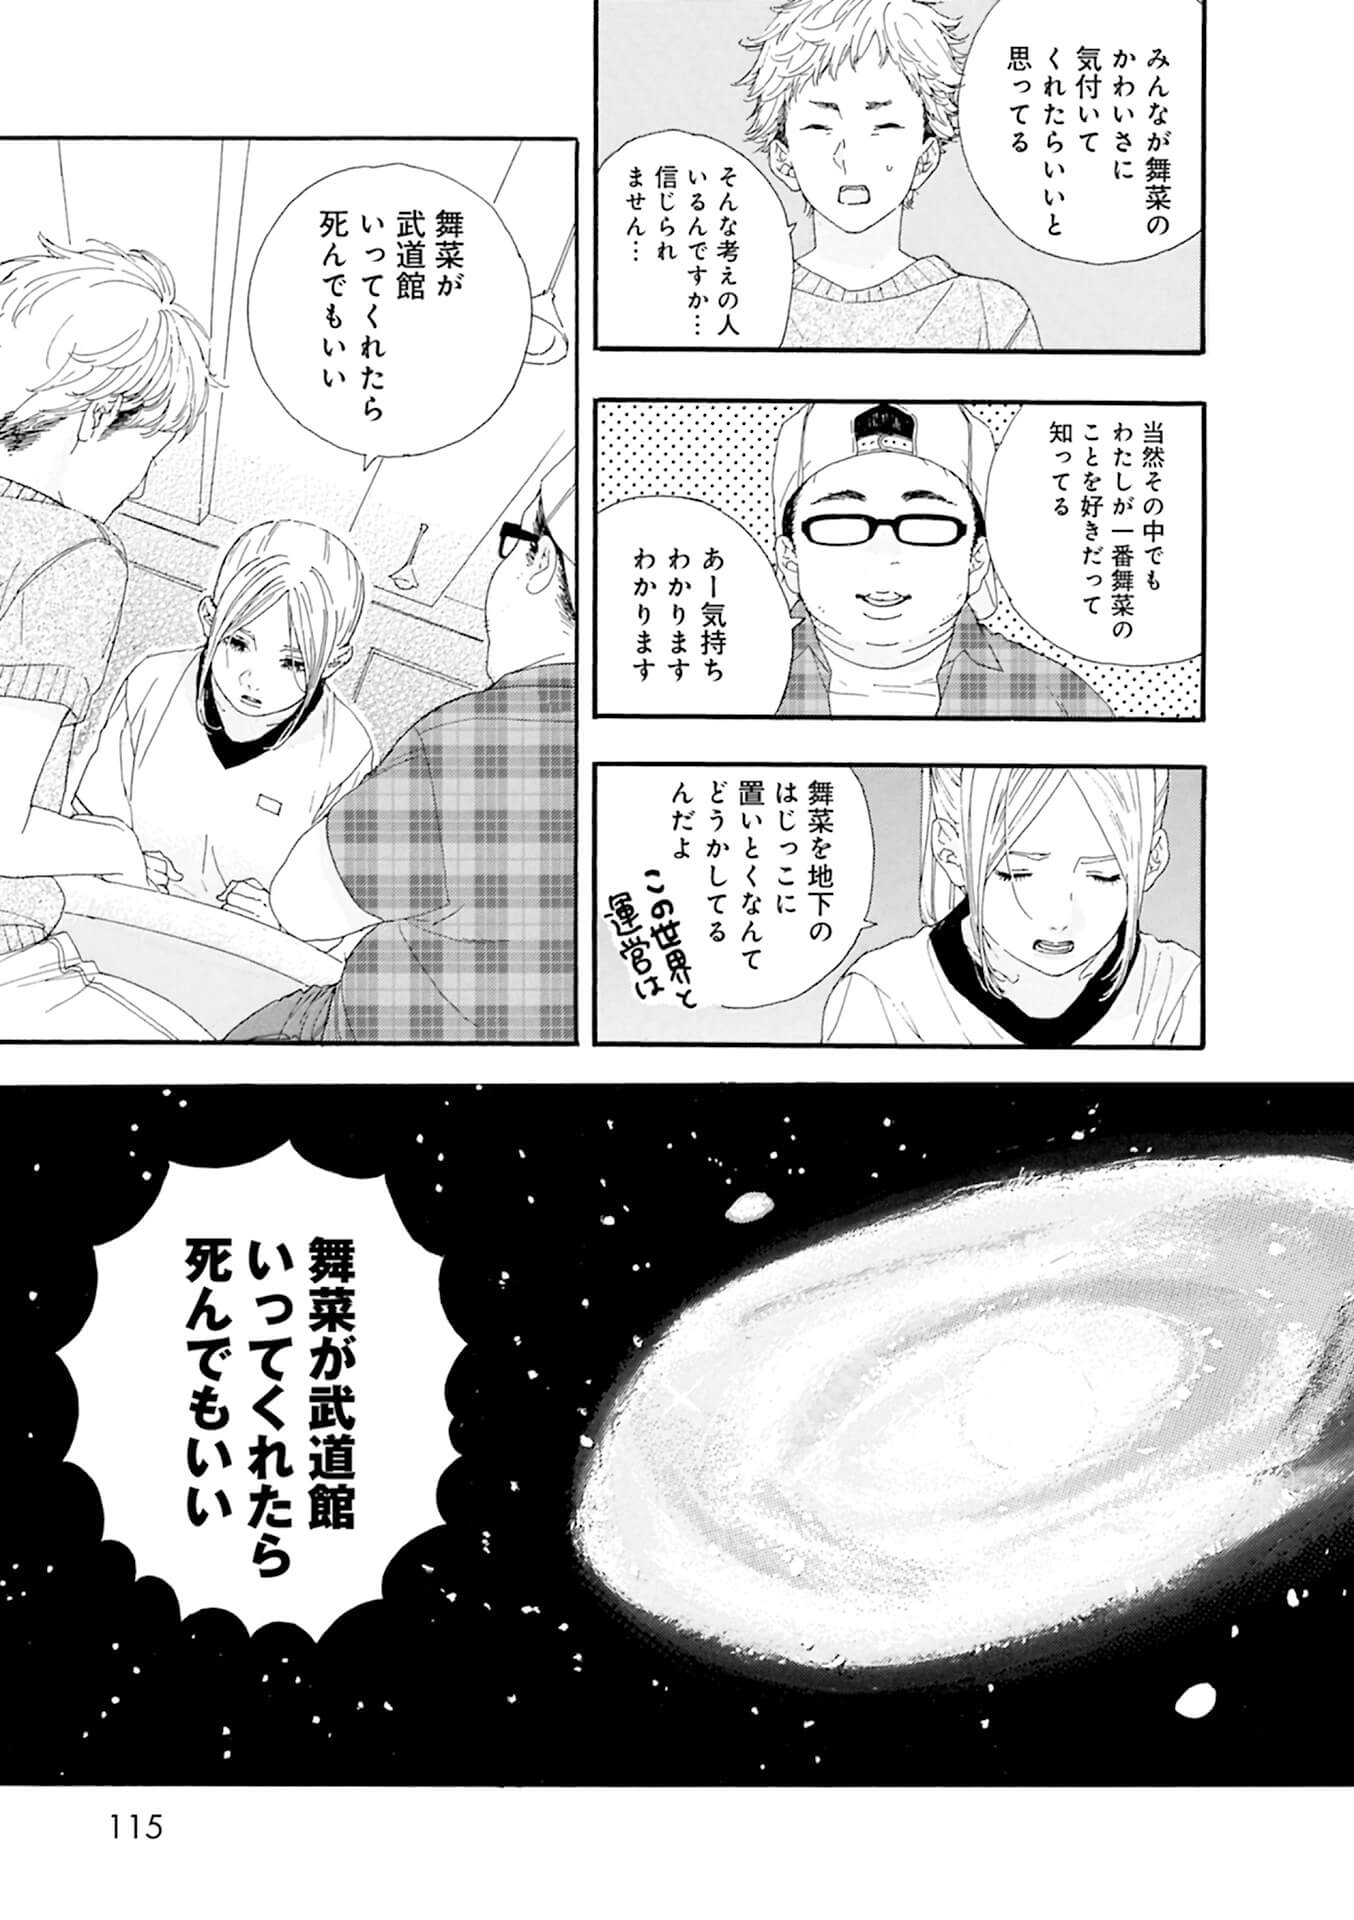 みんなが舞菜の
かわいさに
気付いて
くれたらいいと
思ってる
そんな考えの人
いるんですか…
信じられ
ません…
当然その中でも
わたしが一番舞菜の
ことを好きだって
知ってる
あー気持ち
わかります
わかります
舞菜を地下の
はじっこに
置いとくなんて
どうかしてる
んだよ
この世界と
運営は
舞菜が
武道館
いってくれたら
死んでもいい
舞菜が武道館
いってくれたら
死んでもいい
115